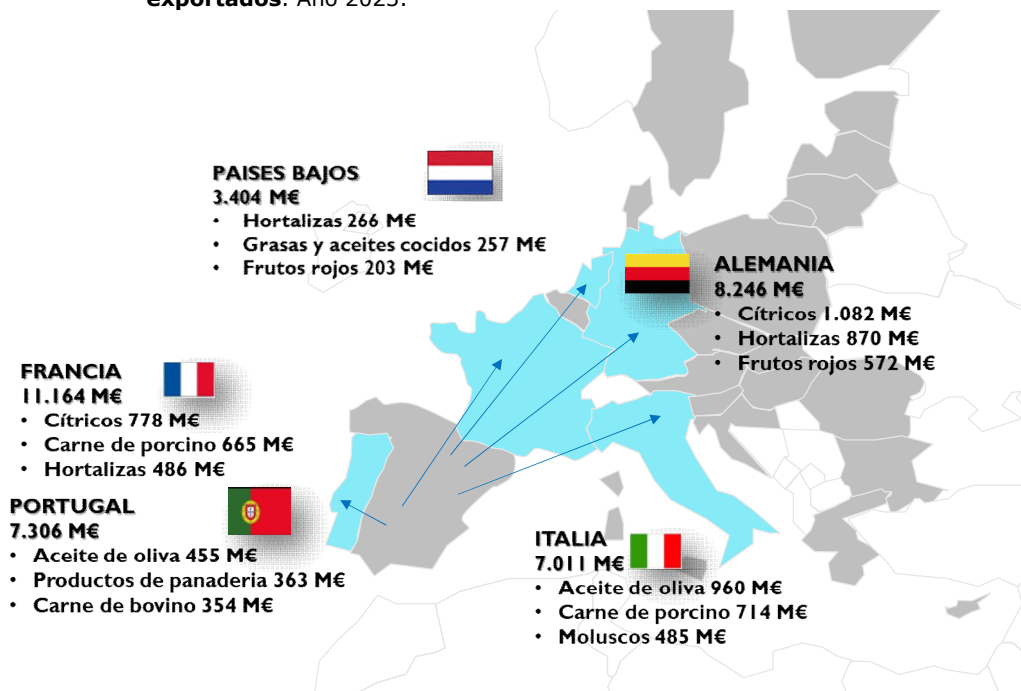 exportados. Año 2023.
PAISES BAJOS
3.404 M€
• Hortalizas 266 M€
• Grasas y aceites cocidos 257 M€
• Frutos rojos 203 M€
ALEMANIA
8.246 M€
• Cítricos 1.082 M€
• Hortalizas 870 M€
• Frutos rojos 572 M€
FRANCIA
11.164 M€
• Cítricos 778 M€
• Carne de porcino 665 M€
• Hortalizas 486 M€
PORTUGAL
7.306 M€
• Aceite de oliva 455 M€
• Productos de panaderia 363 M€
• Carne de bovino 354 M€
ITALIA
7.011 M€
• Aceite de oliva 960 M€
• Carne de porcino 714 M€
• Moluscos 485 M€